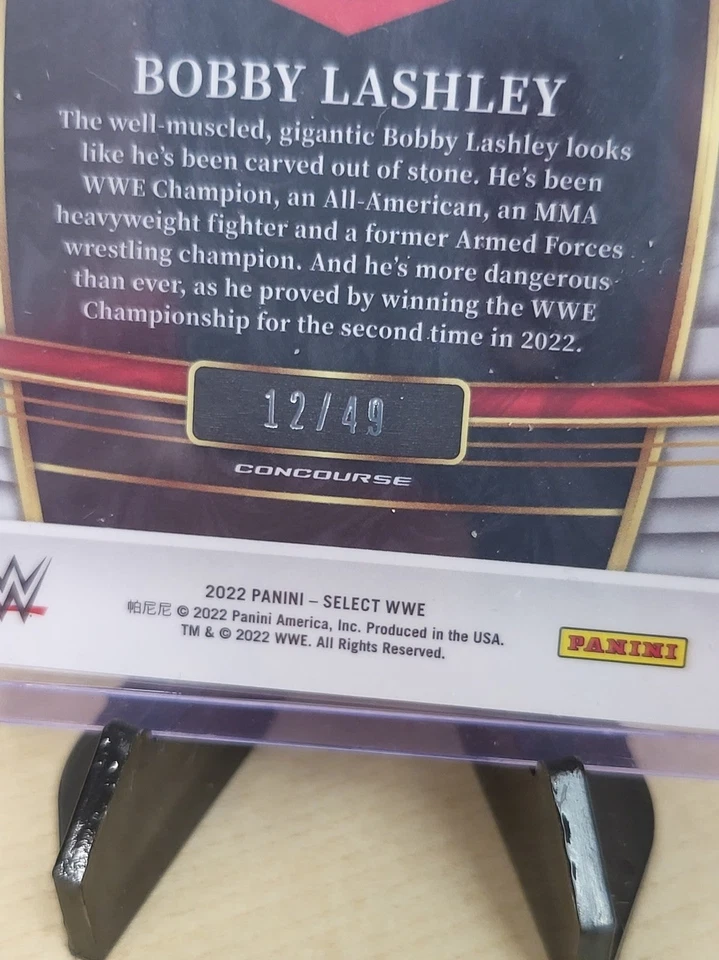 BOBBY LASHLEY
The well-muscled, gigantic Bobby Lashley looks
like he's been carved out of stone. He's been
WWE Champion, an All-American, an MMA
heavyweight fighter and a former Armed Forces
wrestling champion. And he's more dangerous
than ever, as he proved by winning the WWE
Championship for the second time in 2022.
12/49
CONCOURSE
2022 PANINI – SELECT WWE
帕尼尼 © 2022 Panini America, Inc. Produced in the USA.
TM & © 2022 WWE. All Rights Reserved.
PANINI